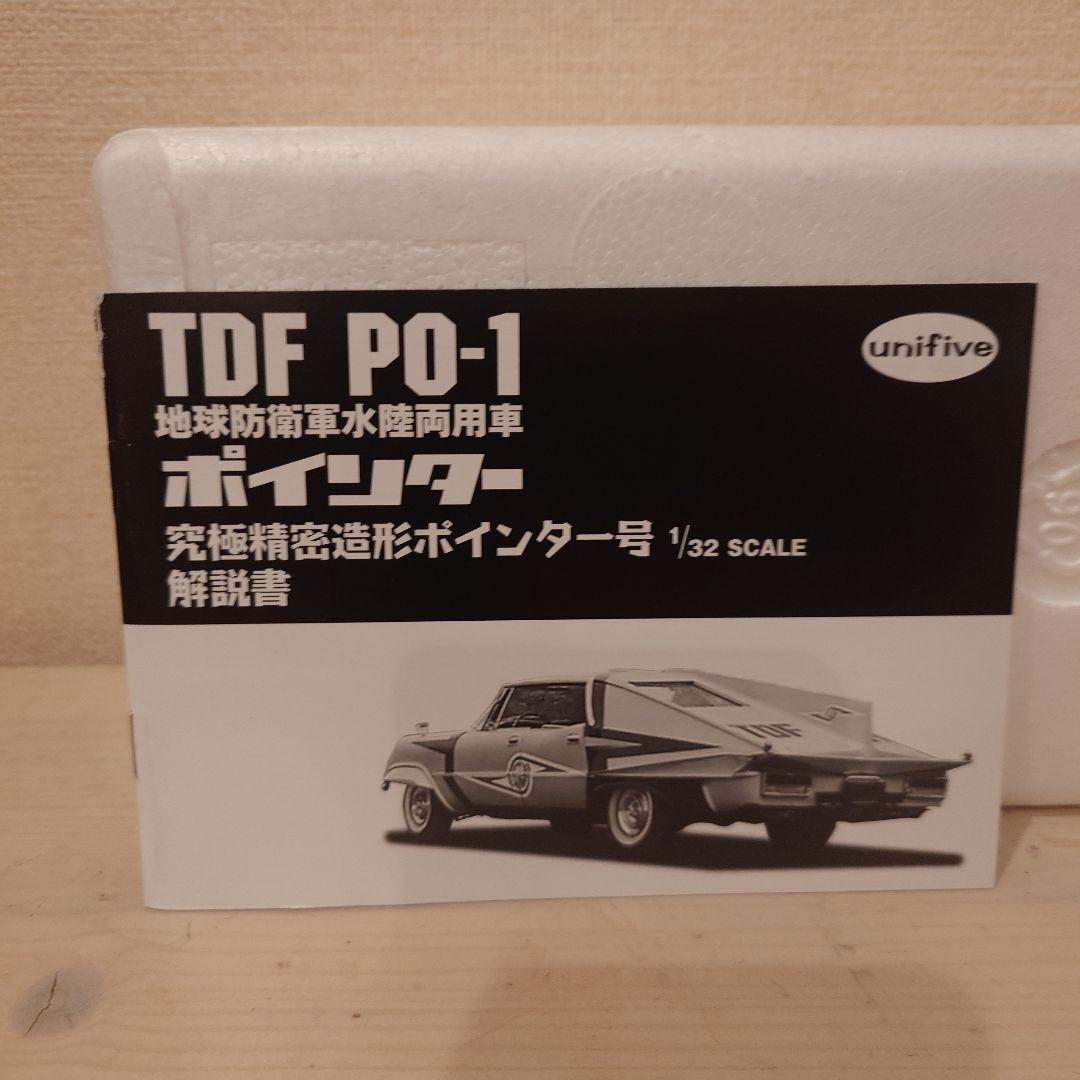 TDF PO-1
unifive
地球防衛軍水陸両用車
ポインター
究極精密造形ポインター号 1/32 SCALE
解説書
TDF